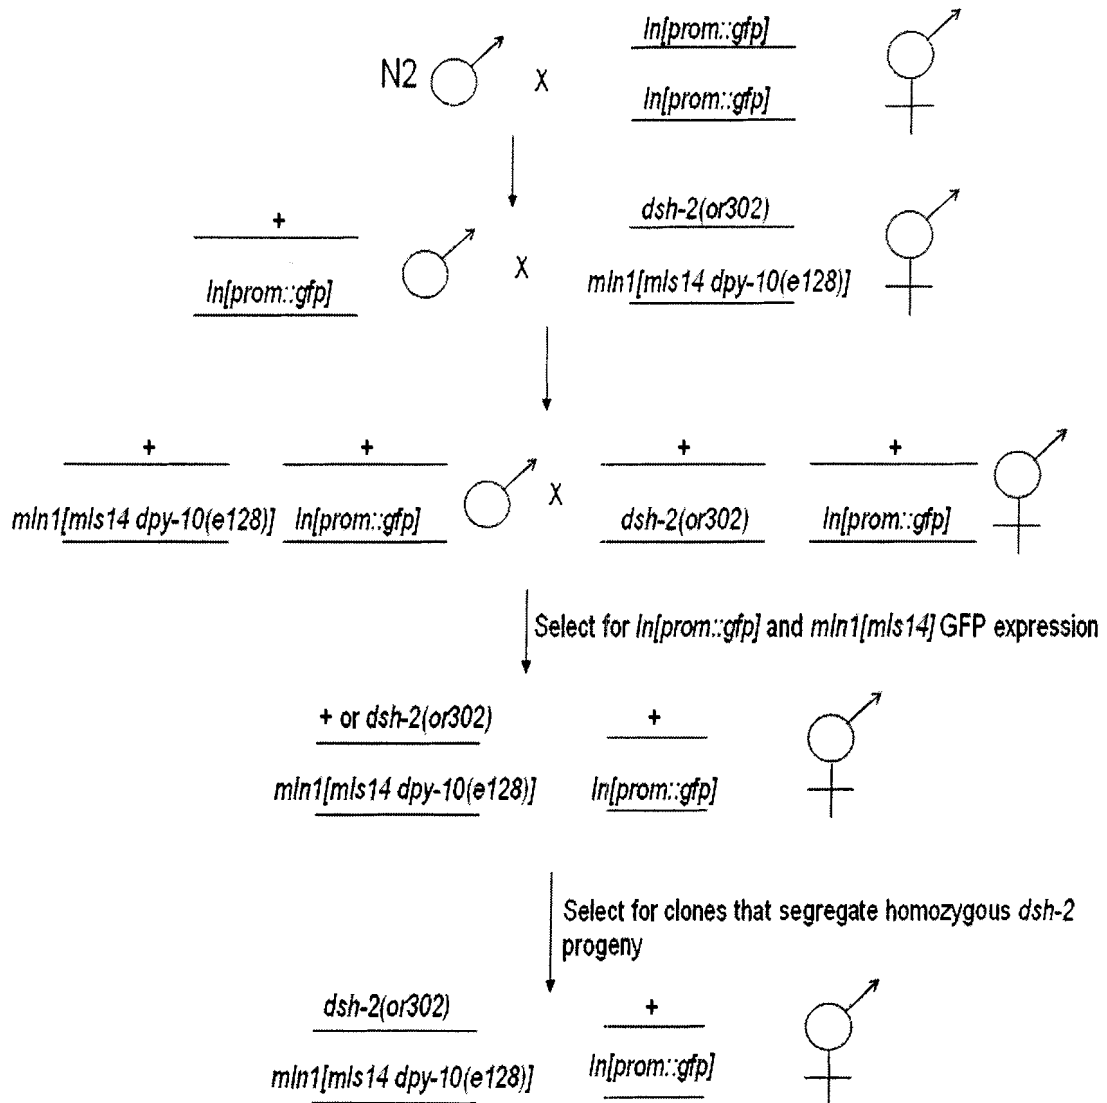 In[prom::gfp]
N2 X
In[prom::gfp]
+ dsh-2(or302)
X
In[prom::gfp] mIn1[mIs14 dpy-10(e128)]
+ + + +
X
mIn1[mIs14 dpy-10(e128)] In[prom::gfp] dsh-2(or302) In[prom::gfp]
Select for In[prom::gfp] and mIn1[mIs14] GFP expression
+ or dsh-2(or302) +
mIn1[mIs14 dpy-10(e128)] In[prom::gfp]
Select for clones that segregate homozygous dsh-2
progeny
dsh-2(or302) +
mIn1[mIs14 dpy-10(e128)] In[prom::gfp]